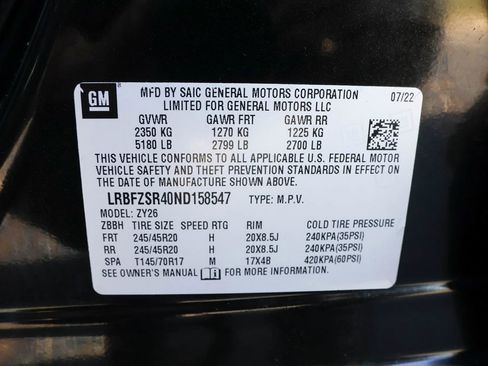 GM
MFD BY SAIC GENERAL MOTORS CORPORATION 07/22
LIMITED FOR GENERAL MOTORS LLC
GVWR GAWR FRT GAWR RR
2350 KG 1270 KG 1225 KG
5180 LB 2799 LB 2700 LB
THIS VEHICLE CONFORMS TO ALL APPLICABLE U.S. FEDERAL MOTOR
VEHICLE SAFETY AND THEFT PREVENTION STANDARDS IN EFFECT ON
THE DATE OF MANUFACTURE SHOWN ABOVE.
LRBFZSR40ND158547 TYPE: M.P.V.
MODEL: ZY26
ZBBH TIRE SIZE SPEED RTG RIM COLD TIRE PRESSURE
FRT 245/45R20 H 20X8.5J 240KPA(35PSI)
RR 245/45R20 H 20X8.5J 240KPA(35PSI)
SPA T145/70R17 M 17X4B 420KPA(60PSI)
SEE OWNER'S MANUAL FOR MORE INFORMATION.